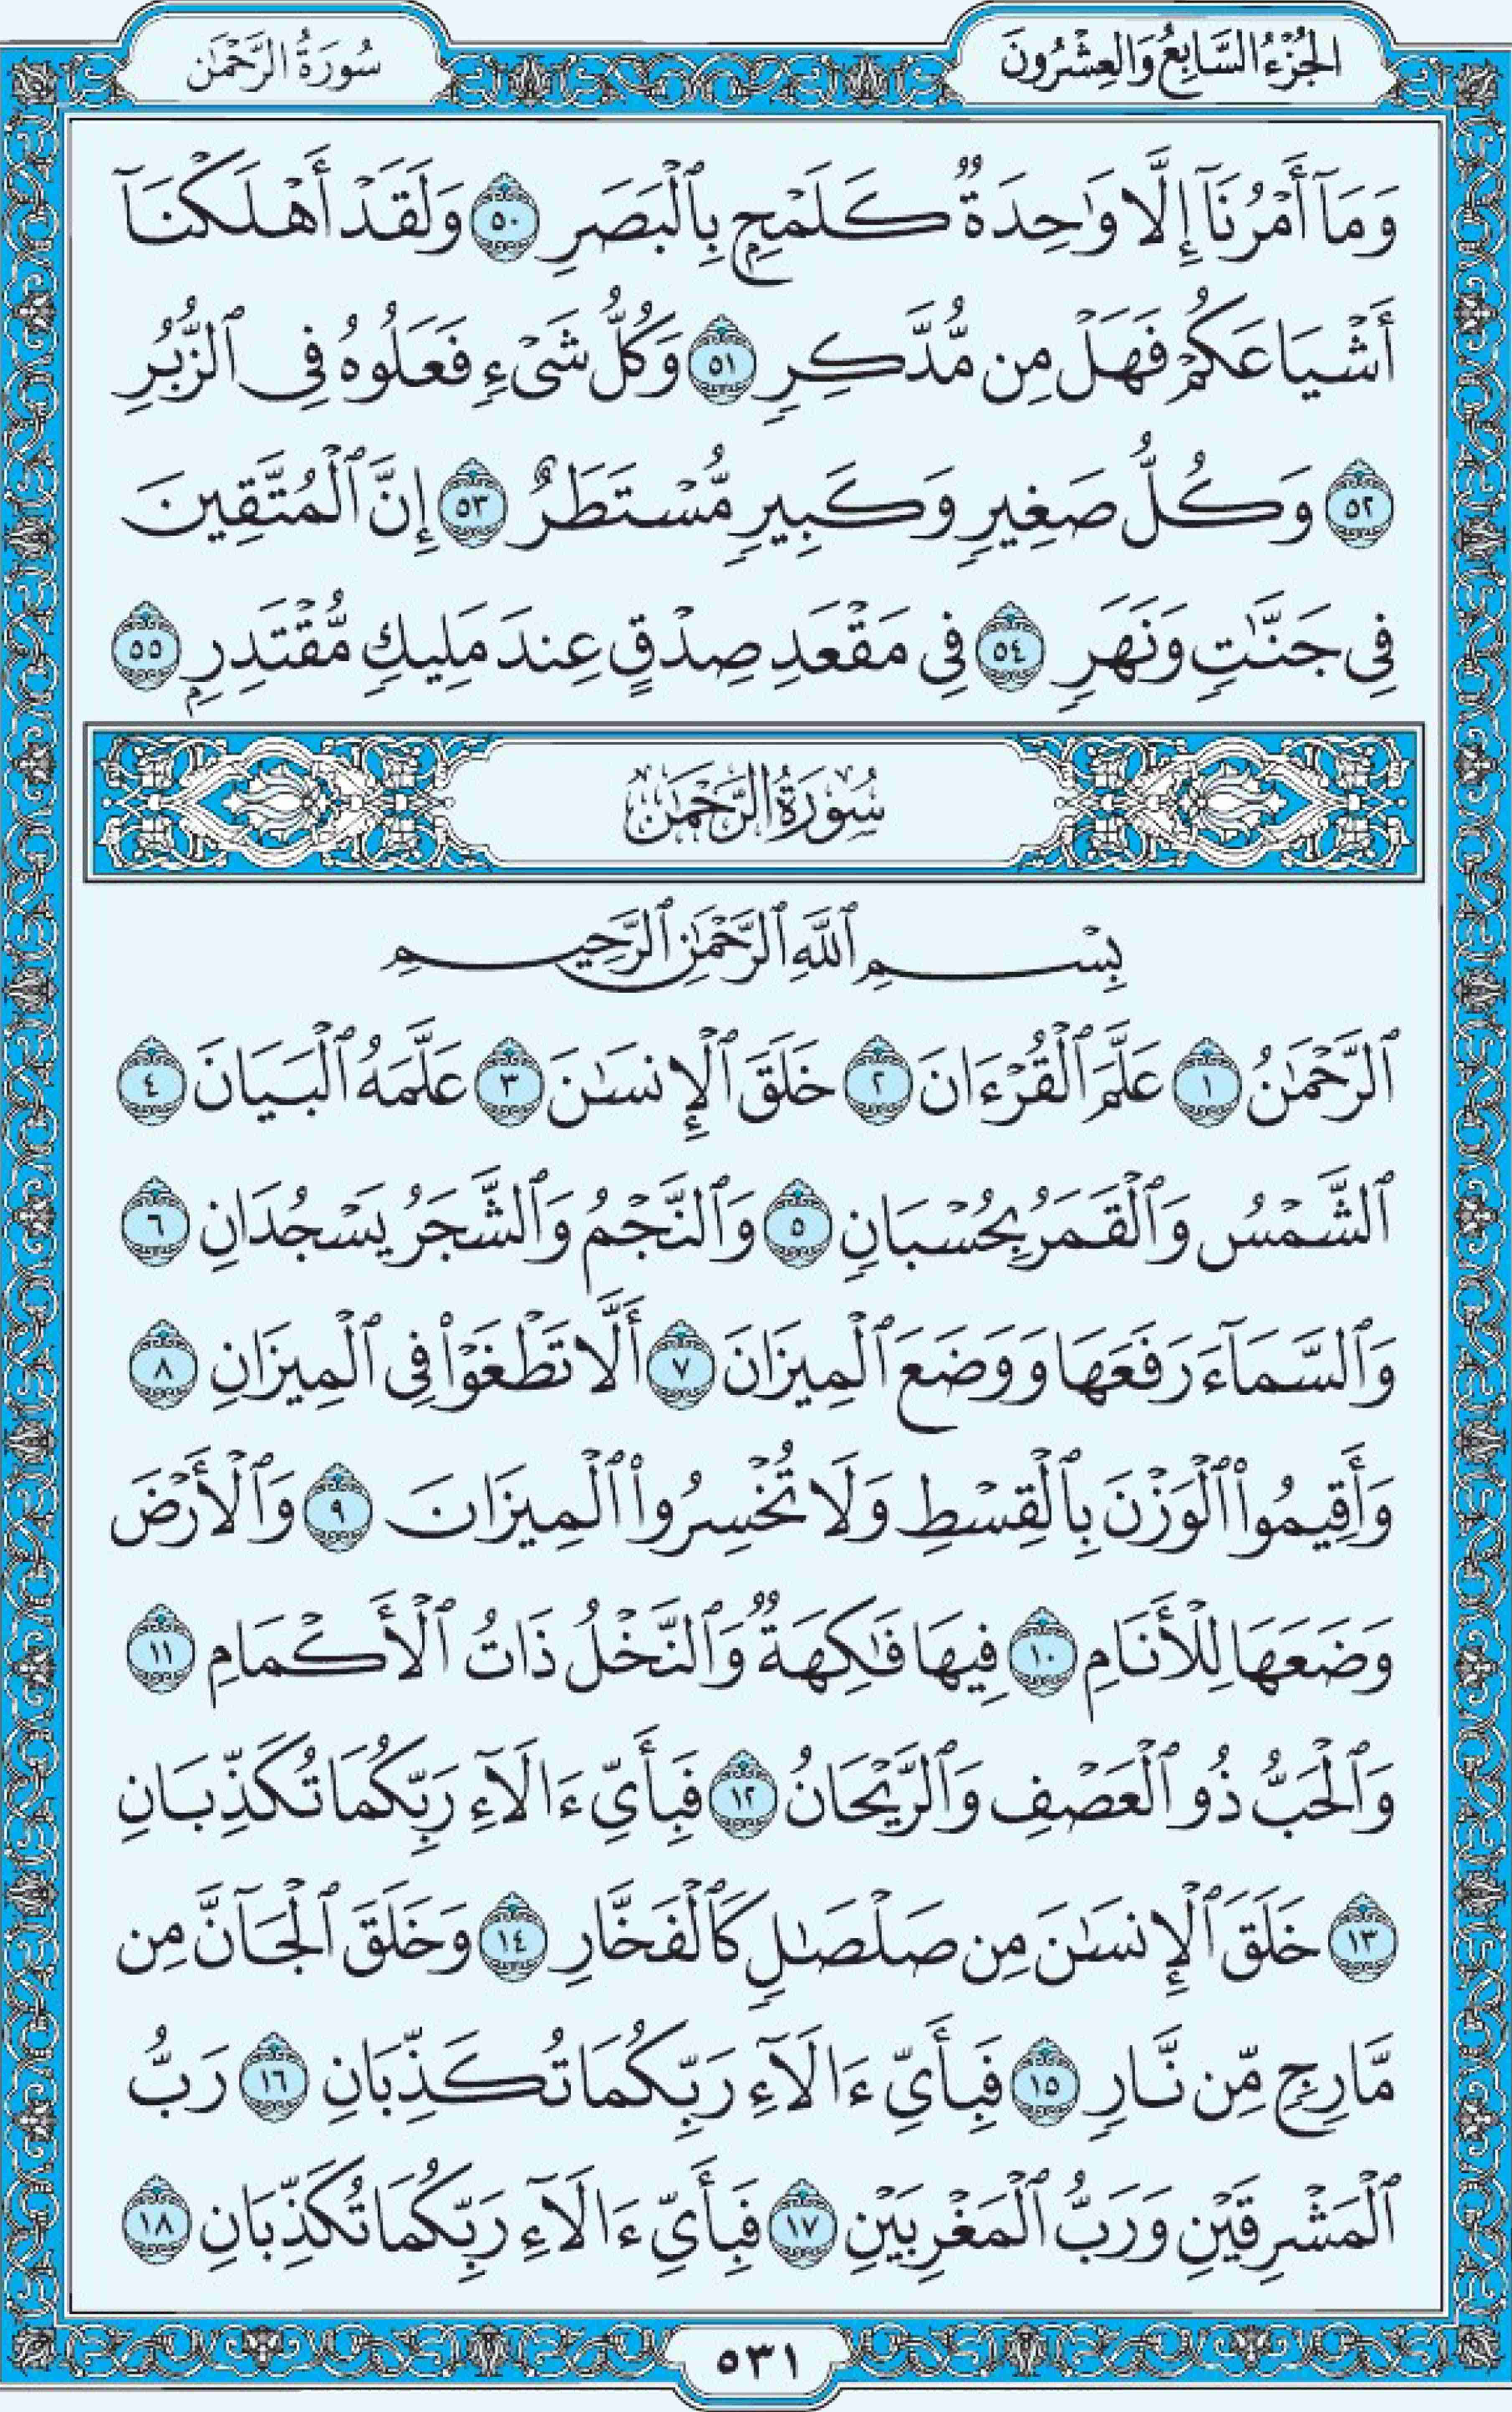 الجُزْءُ السَّابِعُ وَالعِشْرُونَ
سُورَةُ الرَّحْمَٰن
وَمَآ أَمْرُنَآ إِلَّا وَٰحِدَةٌ كَلَمْحٍۭ بِٱلْبَصَرِ ٥٠ وَلَقَدْ أَهْلَكْنَآ
أَشْيَاعَكُمْ فَهَلْ مِن مُّدَّكِرٍ ٥١ وَكُلُّ شَىْءٍ فَعَلُوهُ فِى ٱلزُّبُرِ
٥٢ وَكُلُّ صَغِيرٍ وَكَبِيرٍ مُّسْتَطَرٌ ٥٣ إِنَّ ٱلْمُتَّقِينَ
فِى جَنَّٰتٍ وَنَهَرٍ ٥٤ فِى مَقْعَدِ صِدْقٍ عِندَ مَلِيكٍ مُّقْتَدِرٍۭ ٥٥
سُورَةُ الرَّحْمَٰن
بِسْمِ ٱللَّهِ ٱلرَّحْمَٰنِ ٱلرَّحِيمِ
ٱلرَّحْمَٰنُ ١ عَلَّمَ ٱلْقُرْءَانَ ٢ خَلَقَ ٱلْإِنسَٰنَ ٣ عَلَّمَهُ ٱلْبَيَانَ ٤
ٱلشَّمْسُ وَٱلْقَمَرُ بِحُسْبَانٍ ٥ وَٱلنَّجْمُ وَٱلشَّجَرُ يَسْجُدَانِ ٦
وَٱلسَّمَآءَ رَفَعَهَا وَوَضَعَ ٱلْمِيزَانَ ٧ أَلَّا تَطْغَوْا۟ فِى ٱلْمِيزَانِ ٨
وَأَقِيمُوا۟ ٱلْوَزْنَ بِٱلْقِسْطِ وَلَا تُخْسِرُوا۟ ٱلْمِيزَانَ ٩ وَٱلْأَرْضَ
وَضَعَهَا لِلْأَنَامِ ١٠ فِيهَا فَٰكِهَةٌ وَٱلنَّخْلُ ذَاتُ ٱلْأَكْمَامِ ١١
وَٱلْحَبُّ ذُو ٱلْعَصْفِ وَٱلرَّيْحَانُ ١٢ فَبِأَىِّ ءَالَآءِ رَبِّكُمَا تُكَذِّبَانِ
١٣ خَلَقَ ٱلْإِنسَٰنَ مِن صَلْصَٰلٍ كَٱلْفَخَّارِ ١٤ وَخَلَقَ ٱلْجَآنَّ مِن
مَّارِجٍ مِّن نَّارٍ ١٥ فَبِأَىِّ ءَالَآءِ رَبِّكُمَا تُكَذِّبَانِ ١٦ رَبُّ
ٱلْمَشْرِقَيْنِ وَرَبُّ ٱلْمَغْرِبَيْنِ ١٧ فَبِأَىِّ ءَالَآءِ رَبِّكُمَا تُكَذِّبَانِ ١٨
٥٣١